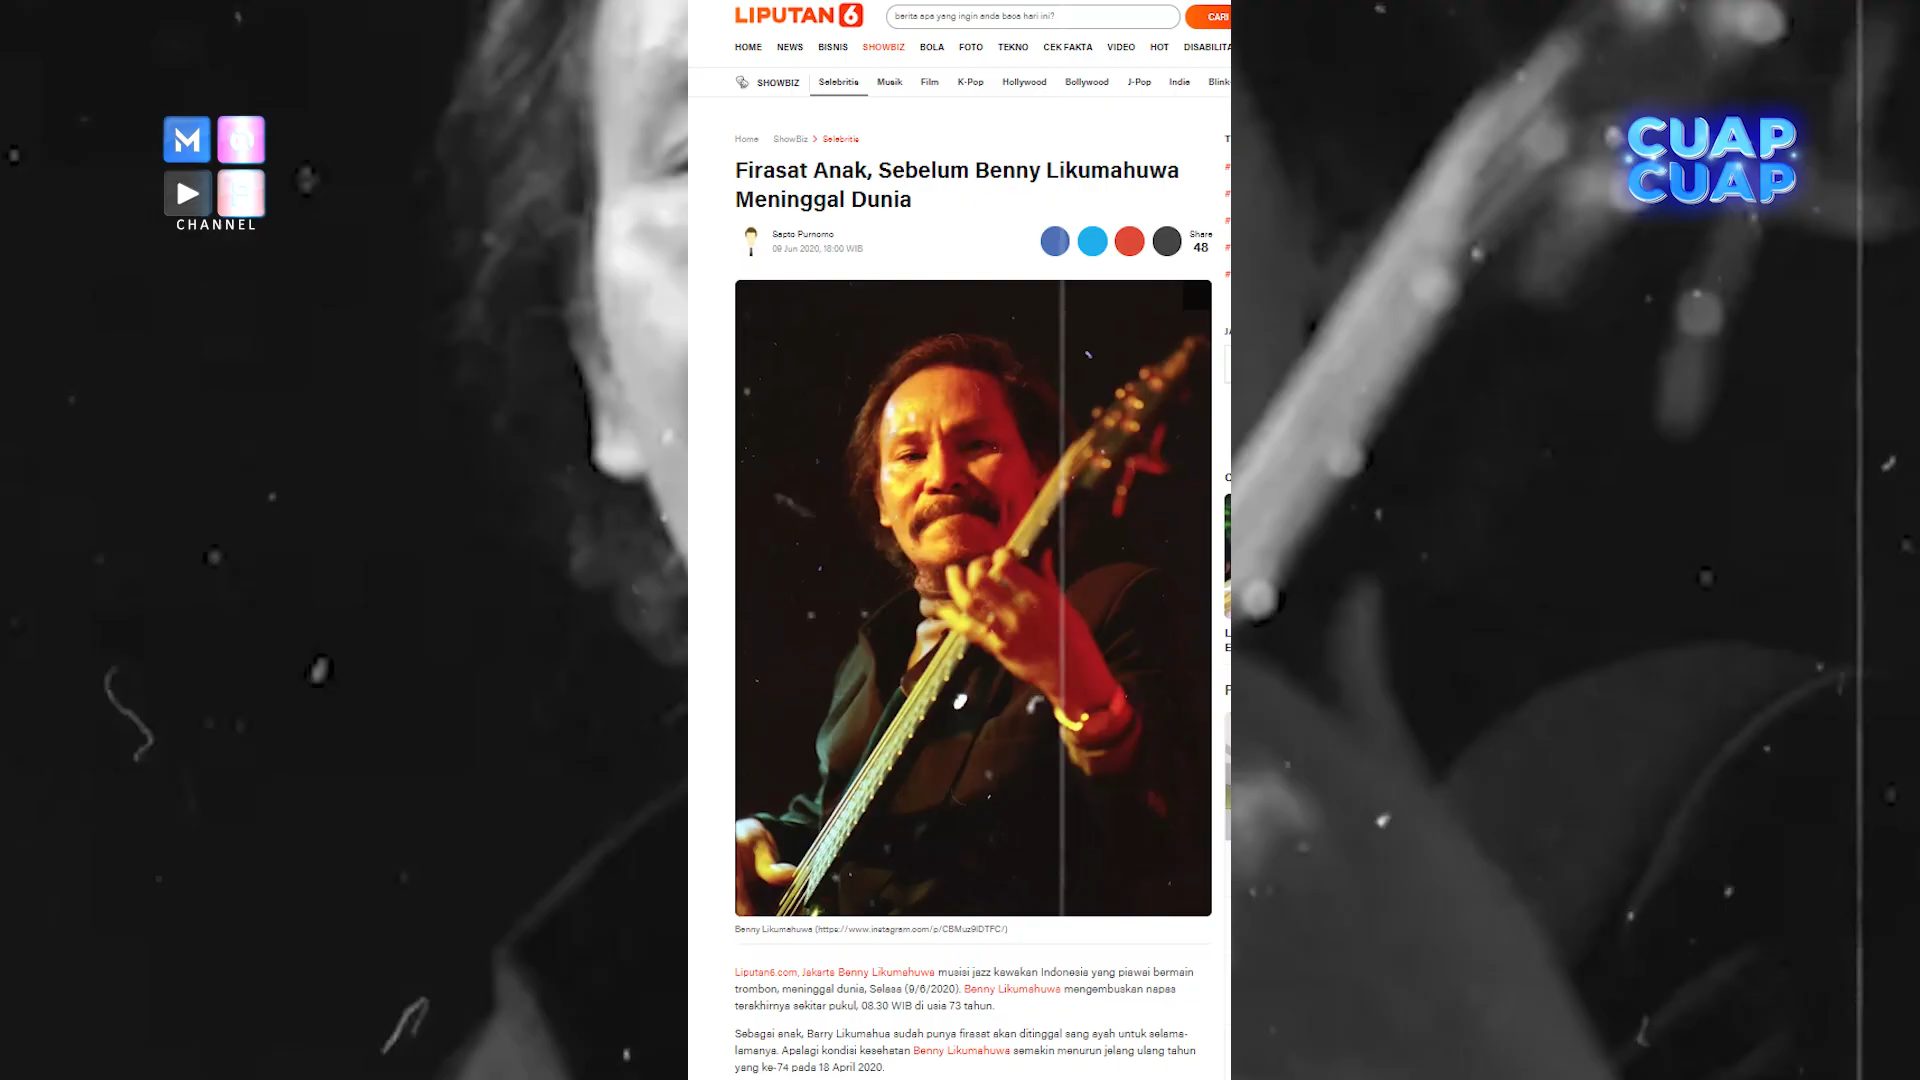 LIPUTAN 6
berita apa yang ingin anda baca hari ini?
CARI
HOME NEWS BISNIS SHOWBIZ BOLA FOTO TEKNO CEK FAKTA VIDEO HOT DISABILITA
SHOWBIZ Selebritis Musik Film K-Pop Hollywood Bollywood J-Pop Indie Blink
M
CHANNEL
CUAP
CUAP
Home ShowBiz Selebritis
Firasat Anak, Sebelum Benny Likumahuwa
Meninggal Dunia
Sapto Purnomo
09 Jun 2020, 18:00 WIB
Share
48
Benny Likumahuwa (https://www.instagram.com/p/CBMuz9lDTFC/)
Liputan6.com, Jakarta Benny Likumahuwa musisi jazz kawakan Indonesia yang piawai bermain
trombon, meninggal dunia, Selasa (9/6/2020). Benny Likumahuwa mengembuskan napas
terakhirnya sekitar pukul, 08.30 WIB di usia 73 tahun.
Sebagai anak, Barry Likumahua sudah punya firasat akan ditinggal sang ayah untuk selama-
lamanya. Apalagi kondisi kesehatan Benny Likumahuwa semakin menurun jelang ulang tahun
yang ke-74 pada 18 April 2020.